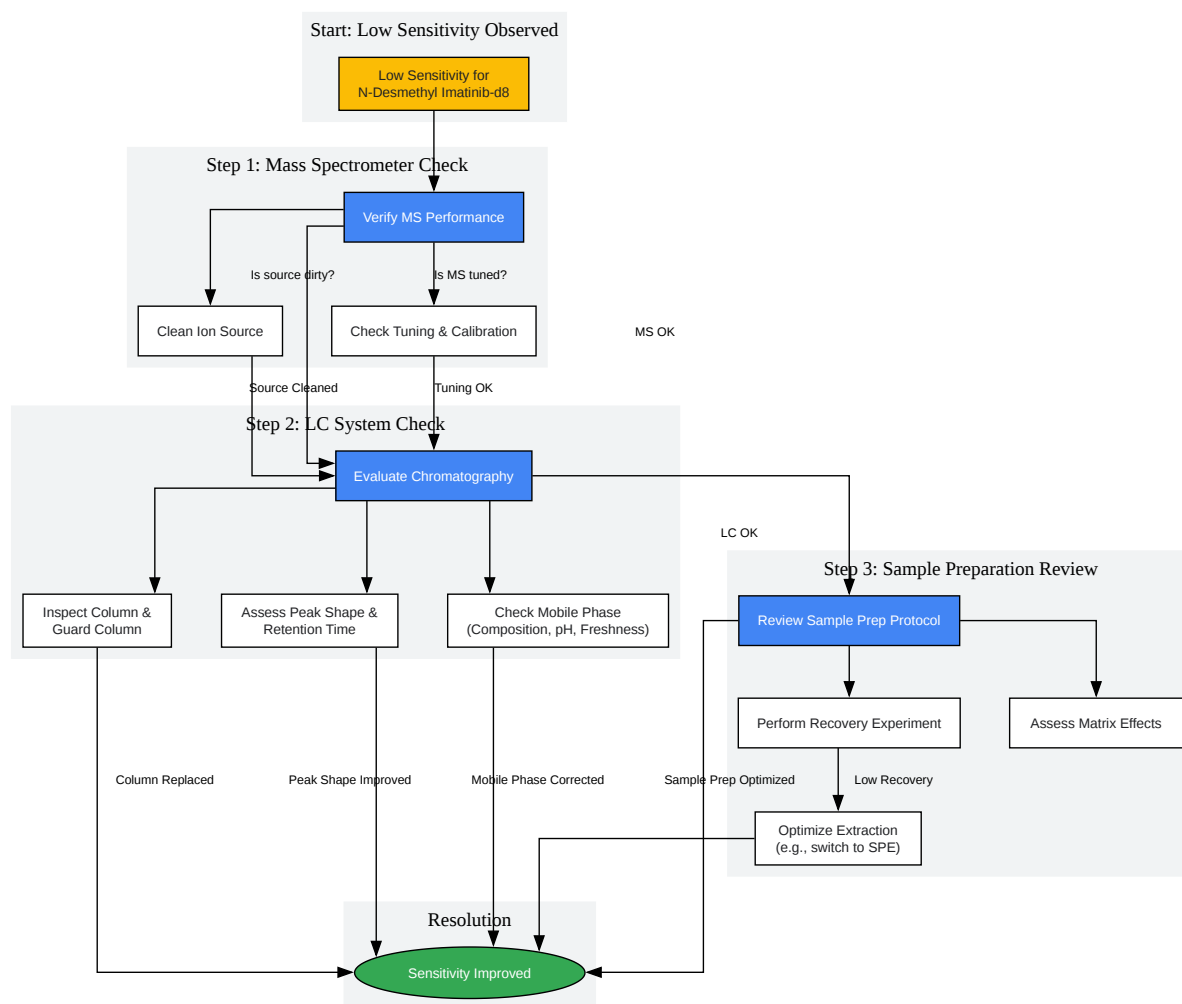 Start: Low Sensitivity Observed
Low Sensitivity for
N-Desmethyl Imatinib-d8
Step 1: Mass Spectrometer Check
Verify MS Performance
Is source dirty?
Is MS tuned?
Clean Ion Source
Check Tuning & Calibration
MS OK
Source Cleaned
Tuning OK
Step 2: LC System Check
Evaluate Chromatography
LC OK
Step 3: Sample Preparation Review
Inspect Column &
Guard Column
Assess Peak Shape &
Retention Time
Check Mobile Phase
(Composition, pH, Freshness)
Review Sample Prep Protocol
Perform Recovery Experiment
Assess Matrix Effects
Column Replaced
Peak Shape Improved
Mobile Phase Corrected
Sample Prep Optimized
Low Recovery
Optimize Extraction
(e.g., switch to SPE)
Resolution
Sensitivity Improved